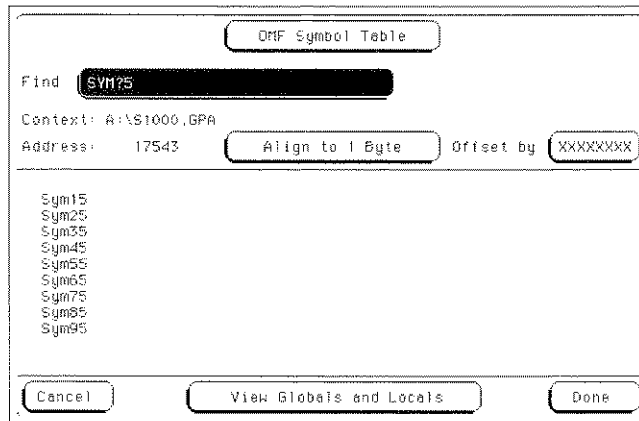 OMF Symbol Table
Find SYM?5
Context: A:\S1000.GPA
Address: 17543 Align to 1 Byte Offset by XXXXXXXX
Sym15
Sym25
Sym35
Sym45
Sym55
Sym65
Sym75
Sym85
Sym95
Cancel View Globals and Locals Done